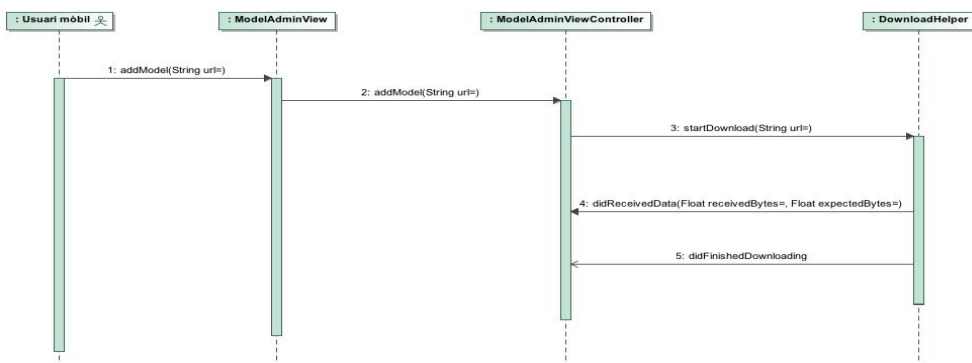 : Usuari mòbil
: ModelAdminView
: ModelAdminViewController
: DownloadHelper
1: addModel(String url=)
2: addModel(String url=)
3: startDownload(String url=)
4: didReceivedData(Float receivedBytes=, Float expectedBytes=)
5: didFinishedDownloading